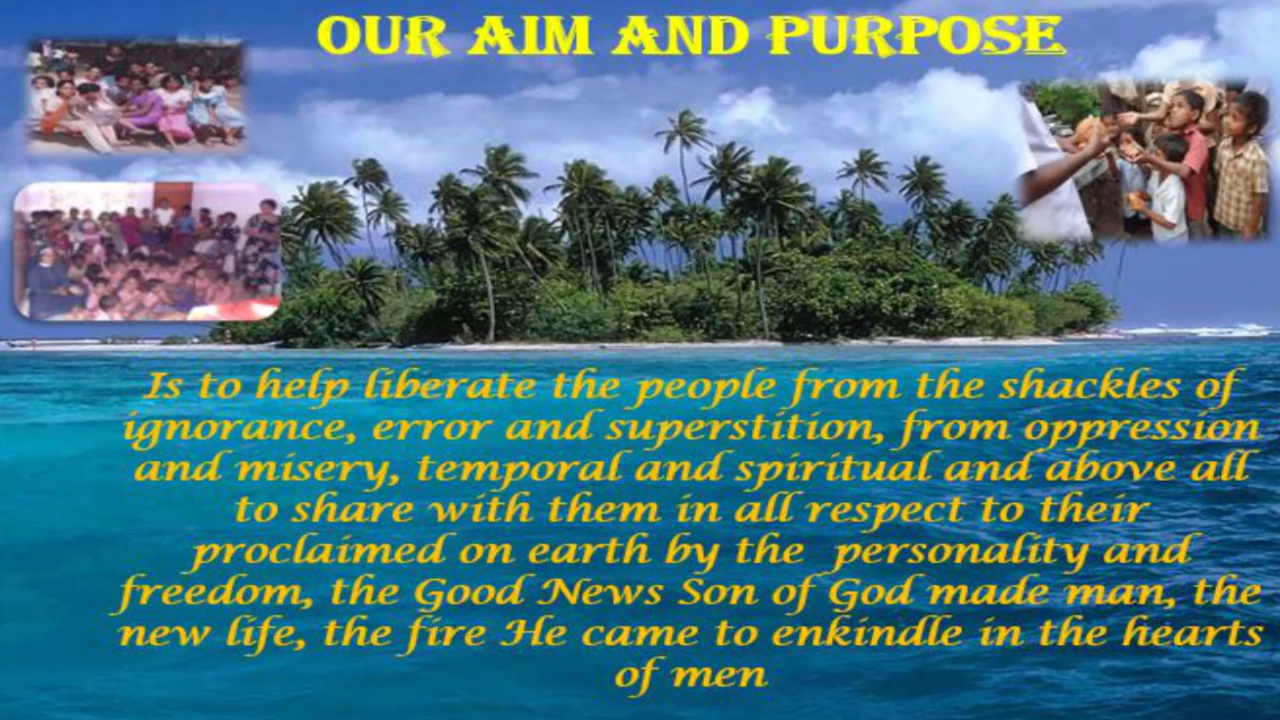 OUR AIM AND PURPOSE
Is to help liberate the people from the shackles of
ignorance, error and superstition, from oppression
and misery, temporal and spiritual and above all
to share with them in all respect to their
proclaimed on earth by the personality and
freedom, the Good News Son of God made man, the
new life, the fire He came to enkindle in the hearts
of men